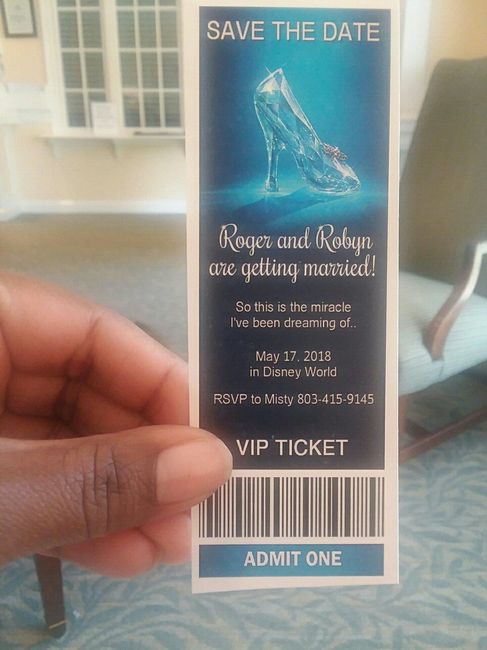 SAVE THE DATE
Roger and Robyn
are getting married!
So this is the miracle
I've been dreaming of..
May 17, 2018
in Disney World
RSVP to Misty 803-415-9145
VIP TICKET
ADMIT ONE